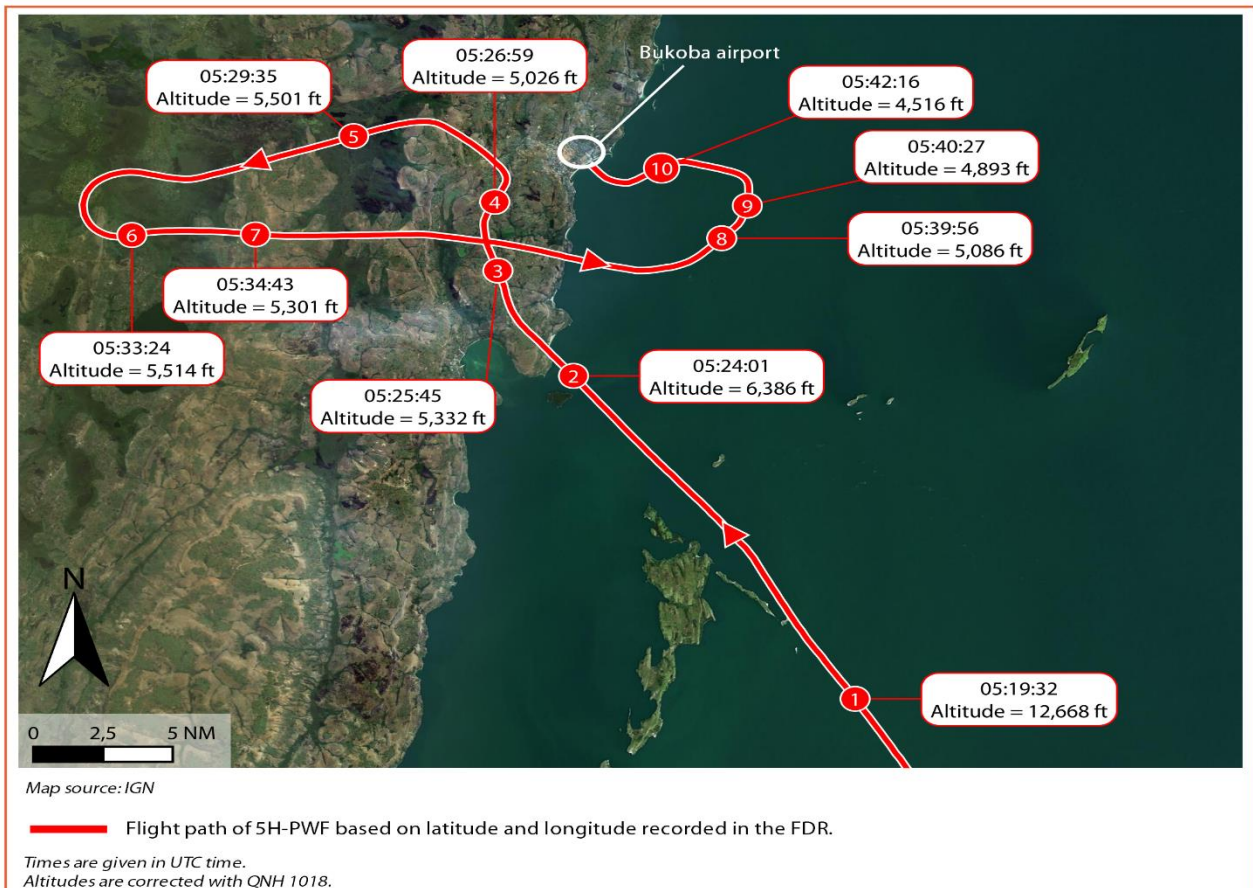 Bukoba airport
05:26:59
Altitude = 5,026 ft
05:29:35
Altitude = 5,501 ft
05:42:16
Altitude = 4,516 ft
05:40:27
Altitude = 4,893 ft
05:39:56
Altitude = 5,086 ft
5
10
4
9
6
7
8
3
05:34:43
Altitude = 5,301 ft
05:33:24
Altitude = 5,514 ft
05:25:45
Altitude = 5,332 ft
2
05:24:01
Altitude = 6,386 ft
N
1
05:19:32
Altitude = 12,668 ft
0 2,5 5 NM
Map source: IGN
Flight path of 5H-PWF based on latitude and longitude recorded in the FDR.
Times are given in UTC time.
Altitudes are corrected with QNH 1018.